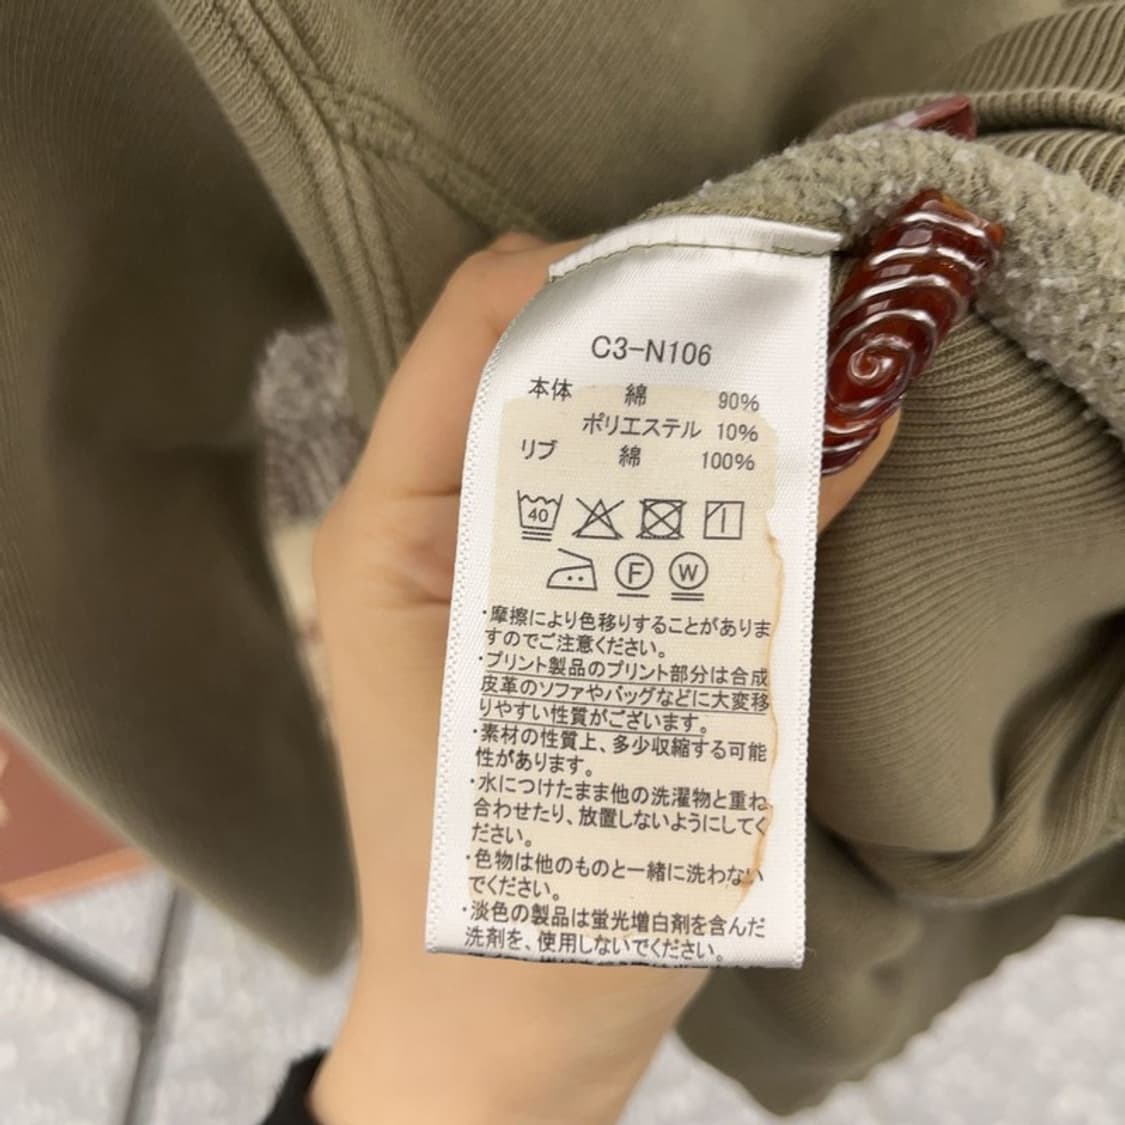 C3-N106
本体 綿 90%
ポリエステル 10%
リブ 綿 100%
40
F W
・摩擦により色移りすることがありま
すのでご注意ください。
・プリント製品のプリント部分は合成
皮革のソファやバッグなどに大変移
りやすい性質がございます。
・素材の性質上、多少収縮する可能
性があります。
・水につけたまま他の洗濯物と重ね
合わせたり、放置しないようにしてく
ださい。
・色物は他のものと一緒に洗わない
でください。
・淡色の製品は蛍光増白剤を含んだ
洗剤を、使用しないでください。